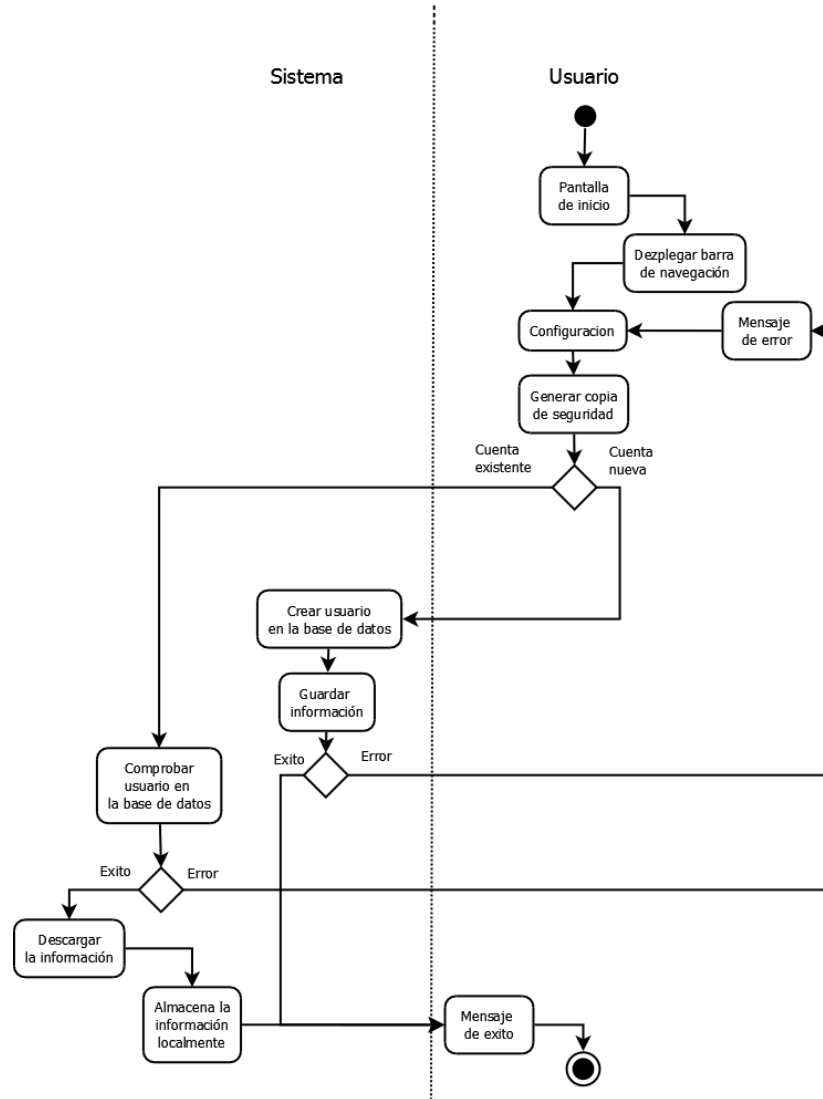 Sistema
Usuario
Pantalla
de inicio
Dezplegar barra
de navegación
Configuracion
Mensaje
de error
Generar copia
de seguridad
Cuenta
existente
Cuenta
nueva
Crear usuario
en la base de datos
Guardar
información
Exito
Error
Comprobar
usuario en
la base de datos
Exito
Error
Descargar
la información
Almacena la
información
localmente
Mensaje
de exito